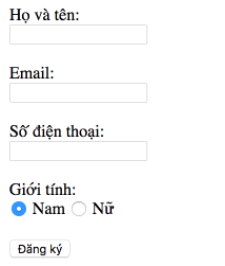 Họ và tên:
Email:
Số điện thoại:
Giới tính:
Nam Nữ
Đăng ký